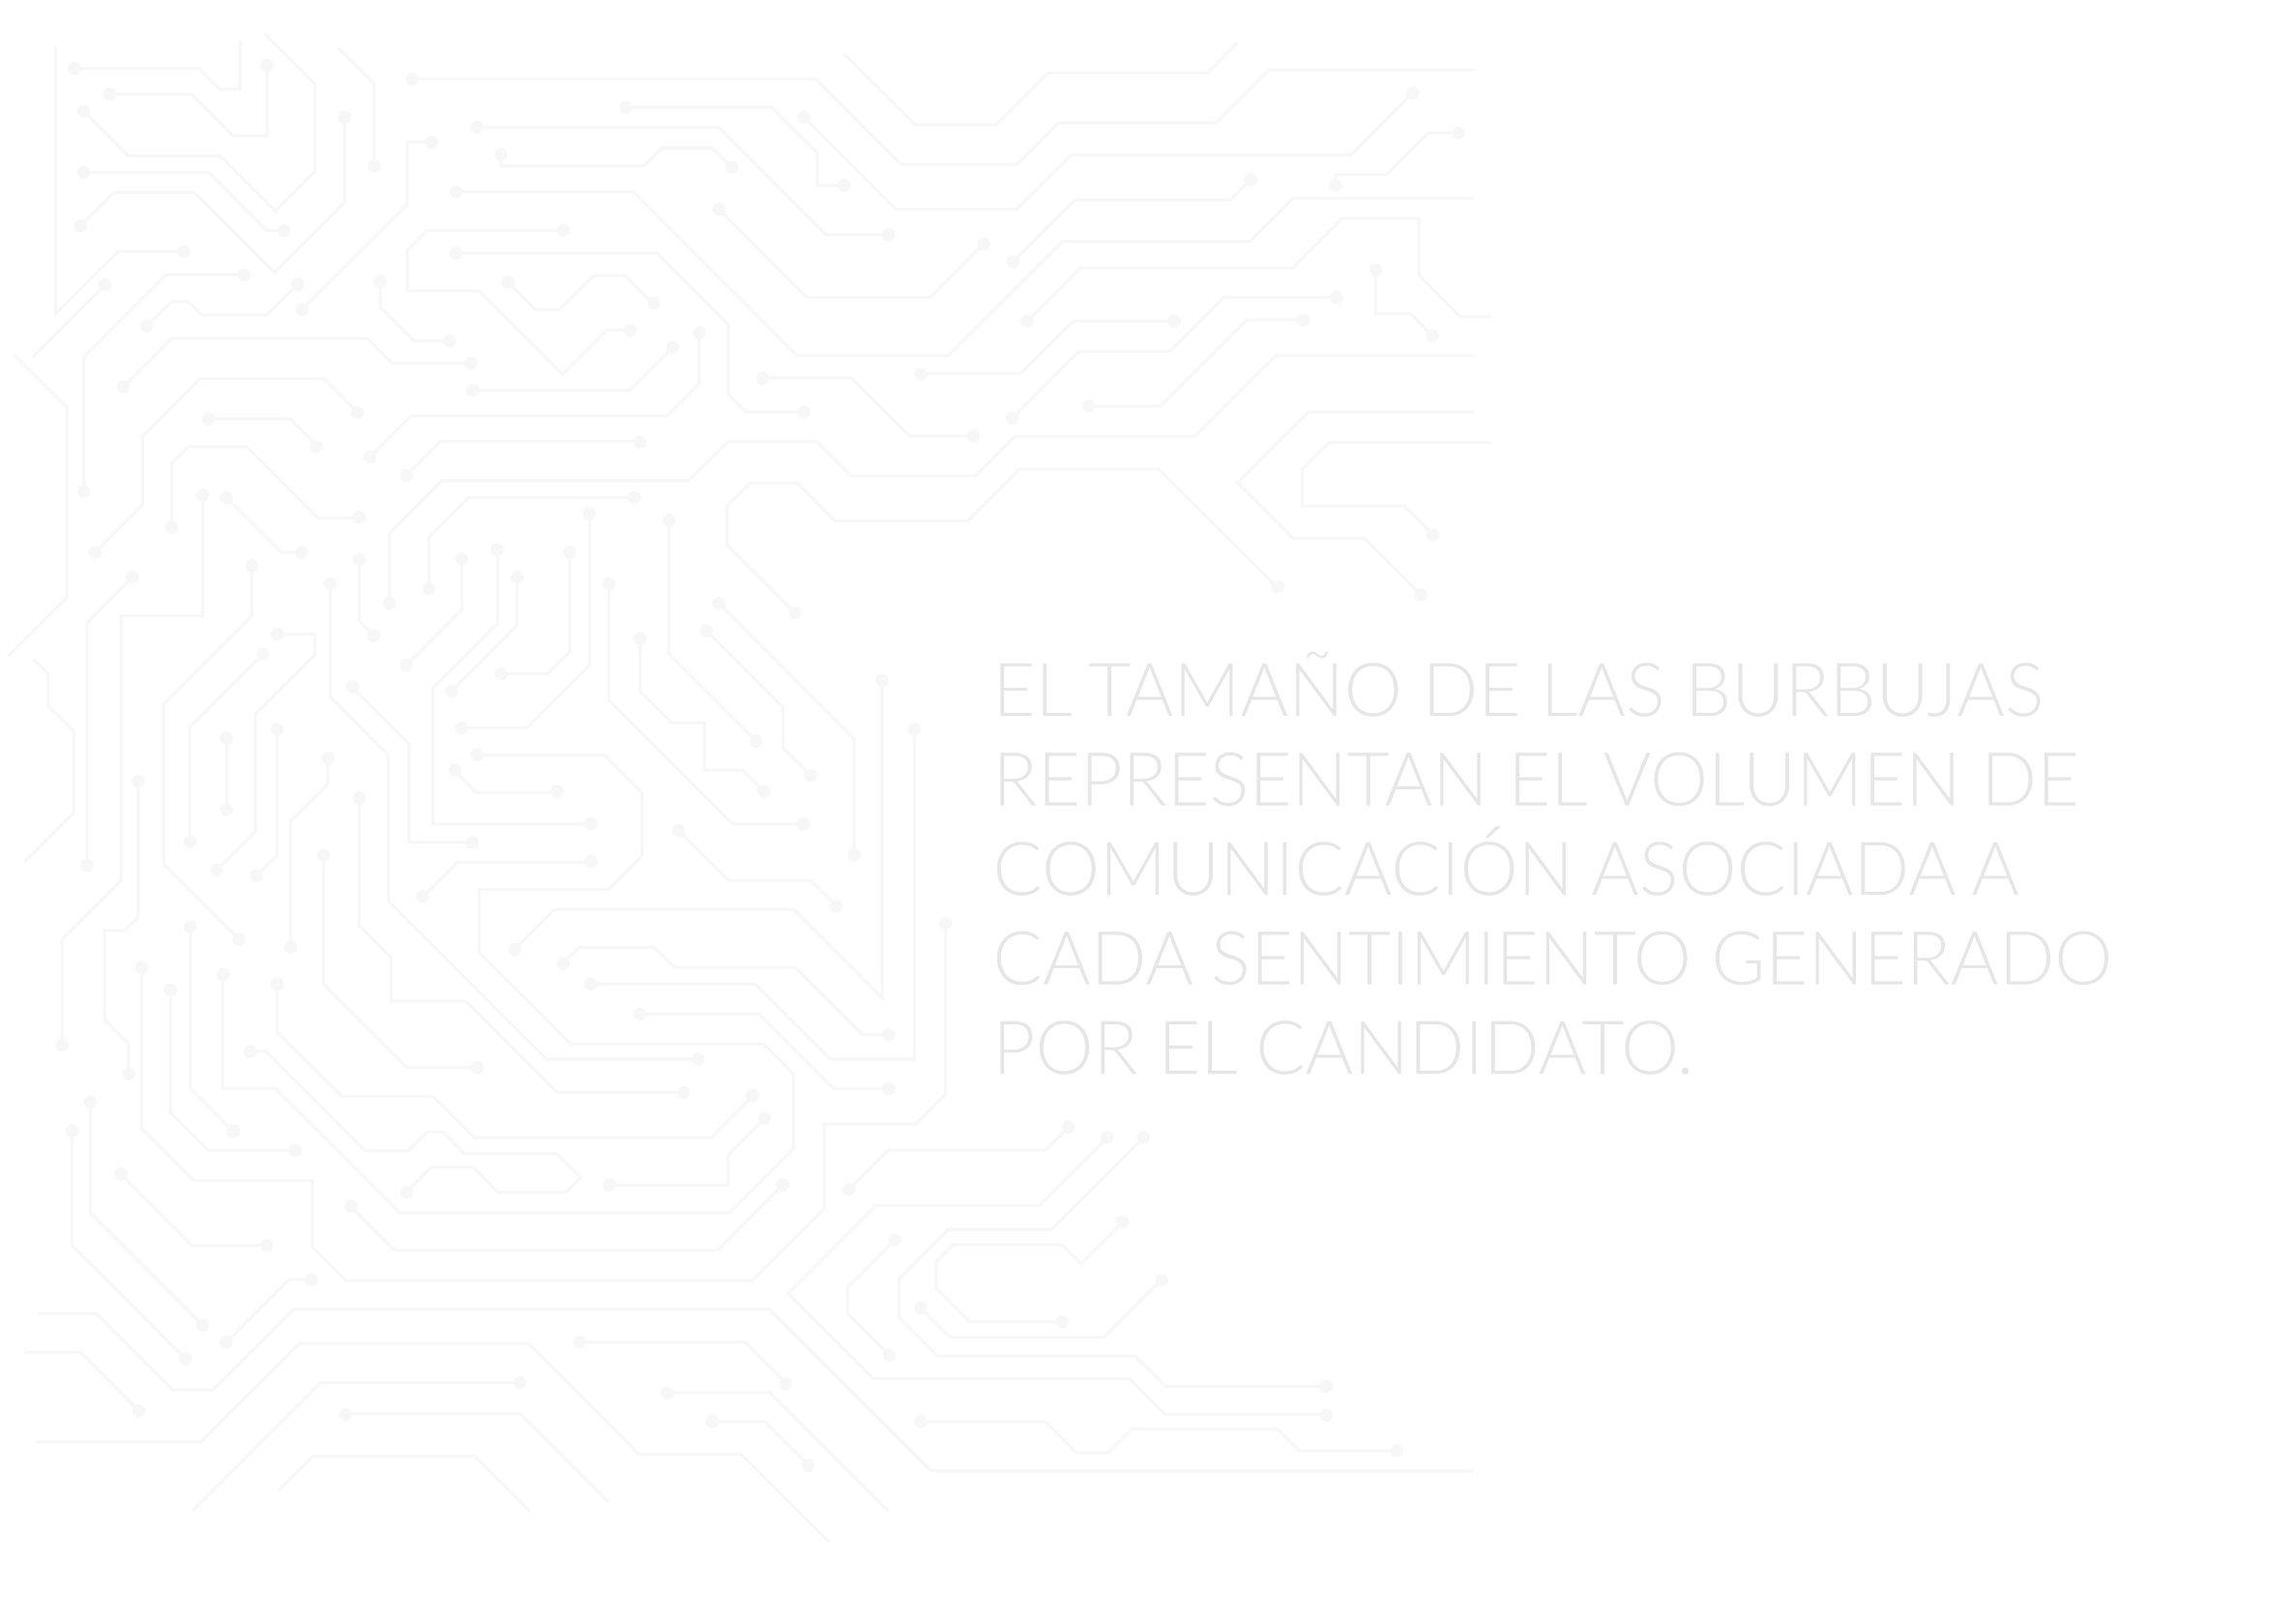 EL TAMAÑO DE LAS BURBUJAS
REPRESENTAN EL VOLUMEN DE
COMUNICACIÓN ASOCIADA A
CADA SENTIMIENTO GENERADO
POR EL CANDIDATO.